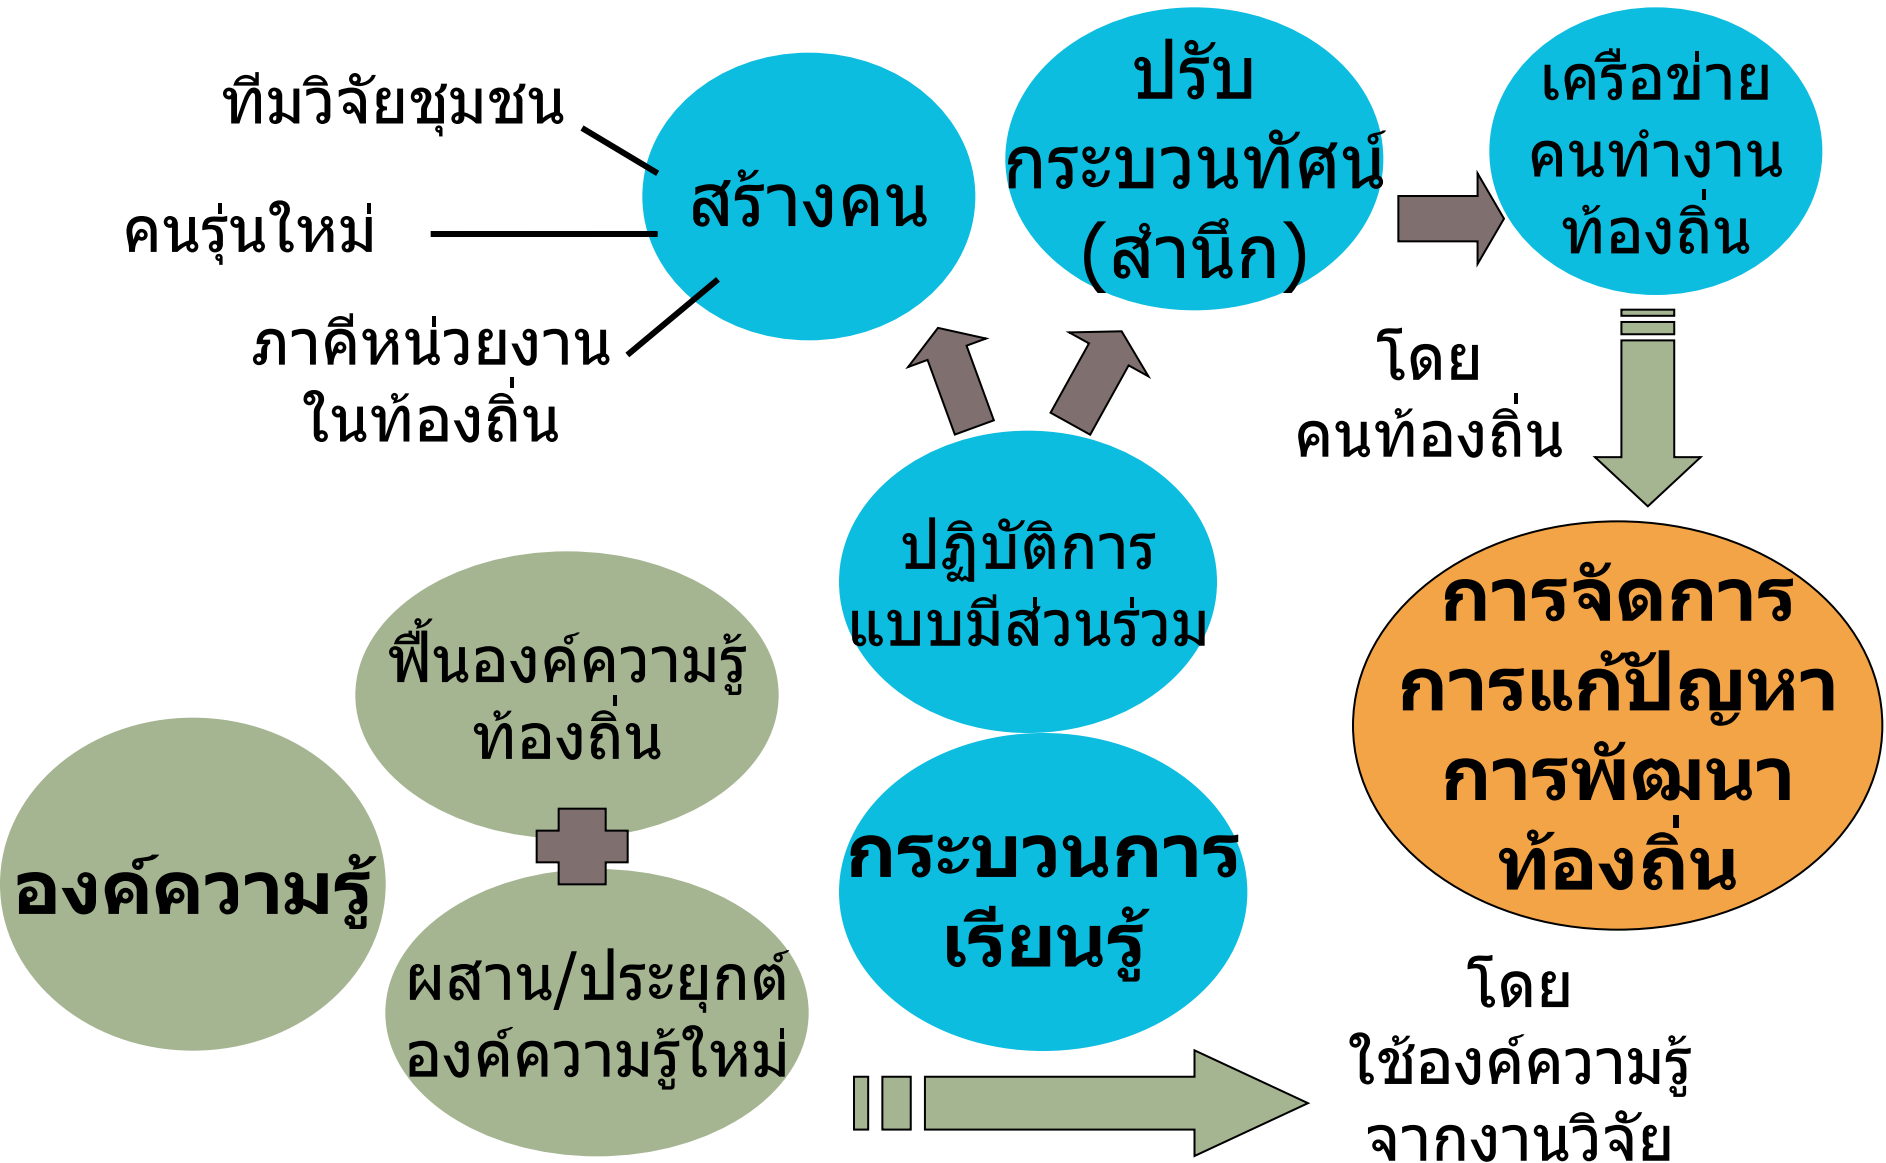 ทีมวิจัยชุมชน
คนรุ่นใหม่
ภาคีหน่วยงาน
ในท้องถิ่น
สร้างคน
ปรับ
กระบวนทัศน์
(สำนึก)
เครือข่าย
คนทำงาน
ท้องถิ่น
โดย
คนท้องถิ่น
ปฏิบัติการ
แบบมีส่วนร่วม
กระบวนการ
เรียนรู้
ฟื้นองค์ความรู้
ท้องถิ่น
องค์ความรู้
ผสาน/ประยุกต์
องค์ความรู้ใหม่
การจัดการ
การแก้ปัญหา
การพัฒนา
ท้องถิ่น
โดย
ใช้องค์ความรู้
จากงานวิจัย